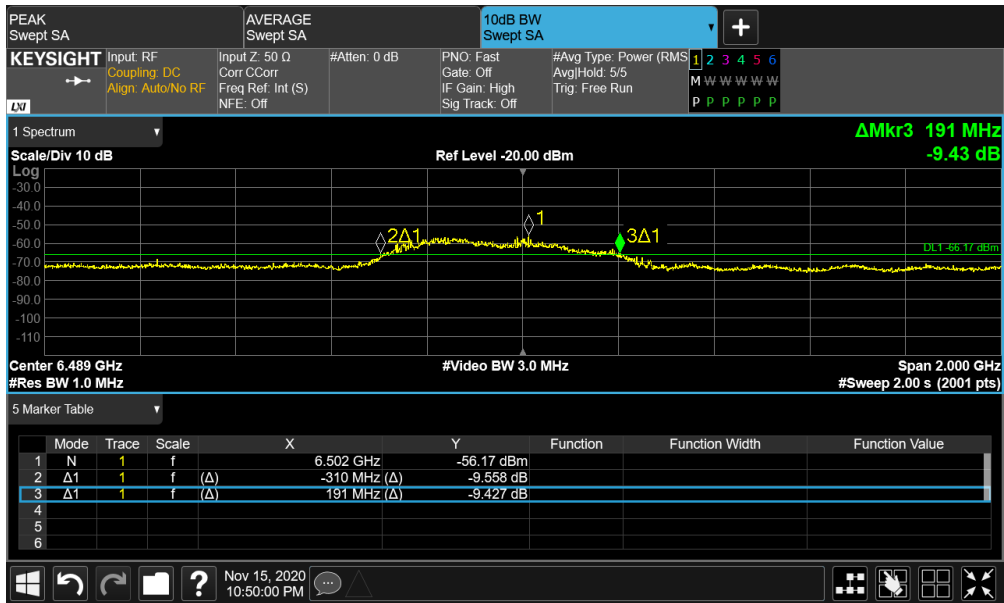 PEAK
Swept SA
AVERAGE
Swept SA
10dB BW
Swept SA
KEYSIGHT
LXI
Input: RF
Coupling: DC
Align: Auto/No RF
Input Z: 50 Ω
Corr CCorr
Freq Ref: Int (S)
NFE: Off
#Atten: 0 dB
PNO: Fast
Gate: Off
IF Gain: High
Sig Track: Off
#Avg Type: Power (RMS
Avg|Hold: 5/5
Trig: Free Run
1 2 3 4 5 6
M W W W W W
P P P P P P
1 Spectrum
ΔMkr3 191 MHz
-9.43 dB
Scale/Div 10 dB
Ref Level -20.00 dBm
Log
-30.0
-40.0
-50.0
-60.0
-70.0
-80.0
-90.0
-100
-110
2Δ1
1
3Δ1
DL1 -66.17 dBm
Center 6.489 GHz
#Video BW 3.0 MHz
Span 2.000 GHz
#Res BW 1.0 MHz
#Sweep 2.00 s (2001 pts)
5 Marker Table
Mode Trace Scale X Y Function Function Width Function Value
1 N 1 f 6.502 GHz -56.17 dBm
2 Δ1 1 f (Δ) -310 MHz (Δ) -9.558 dB
3 Δ1 1 f (Δ) 191 MHz (Δ) -9.427 dB
4
5
6
?
Nov 15, 2020
10:50:00 PM